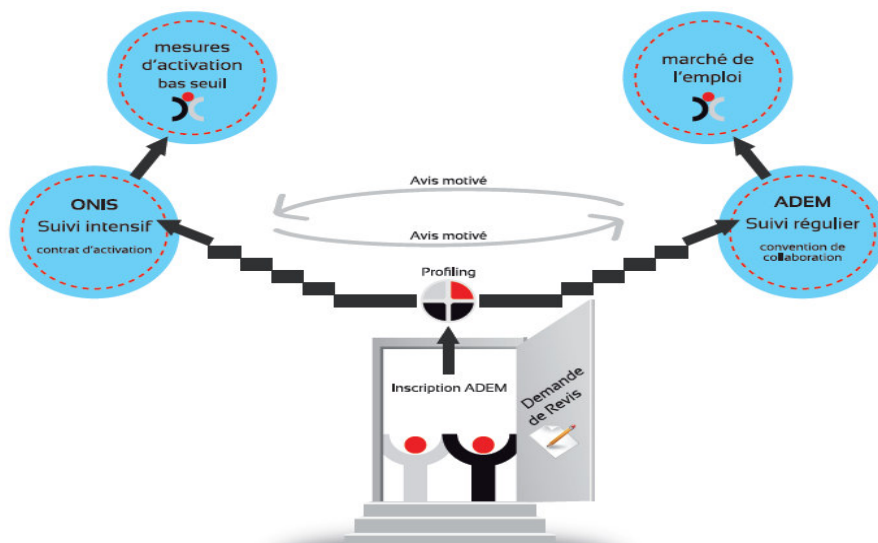 mesures
d'activation
bas seuil
marché de
l'emploi
ONIS
Suivi intensif
contrat d'activation
Avis motivé
Avis motivé
ADEM
Suivi régulier
convention de
collaboration
Profiling
Inscription ADEM
Demande
de Revis